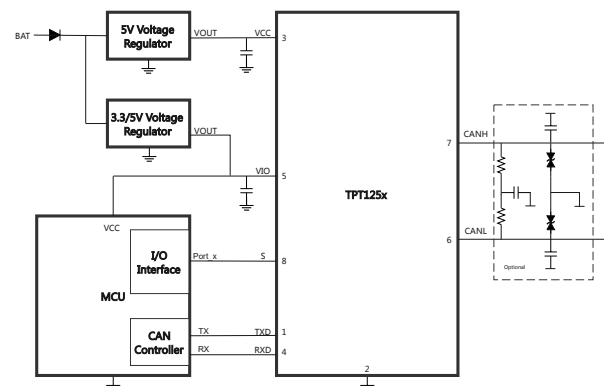 BAT
5V Voltage
Regulator
VOUT
VCC
3
3.3/5V Voltage
Regulator
VOUT
VIO
5
TPT125x
7
CANH
6
CANL
Optional
VCC
I/O
Interface
Port_x
S
8
MCU
CAN
Controller
TX
TXD
1
RX
RXD
4
2